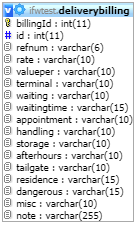 ifwtest.deliverybilling
billingId : int(11)
id : int(11)
refnum : varchar(6)
rate : varchar(10)
valueper : varchar(10)
terminal : varchar(10)
waiting : varchar(10)
waitingtime : varchar(15)
appointment : varchar(10)
handling : varchar(10)
storage : varchar(10)
afterhours : varchar(10)
tailgate : varchar(10)
residence : varchar(15)
dangerous : varchar(15)
misc : varchar(10)
note : varchar(255)